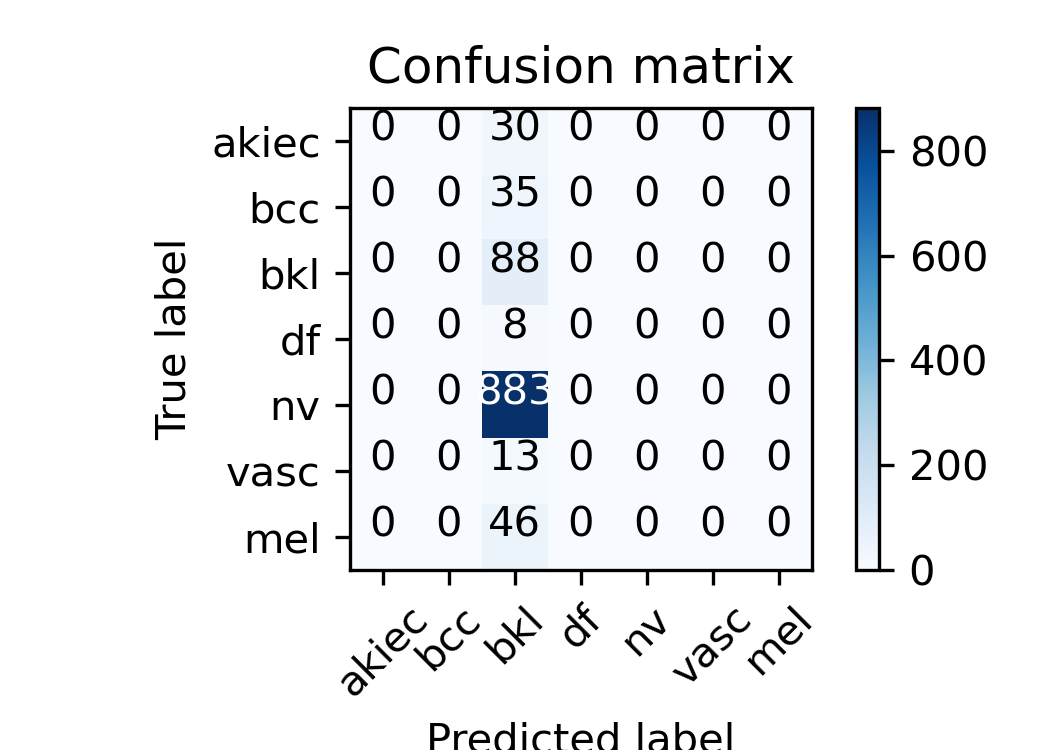 Confusion matrix
akiec 0 0 30 0 0 0 0
bcc 0 0 35 0 0 0 0
bkl 0 0 88 0 0 0 0
df 0 0 8 0 0 0 0
nv 0 0 883 0 0 0 0
vasc 0 0 13 0 0 0 0
mel 0 0 46 0 0 0 0
akiec bcc bkl df nv vasc mel
True label
Predicted label
800
600
400
200
0